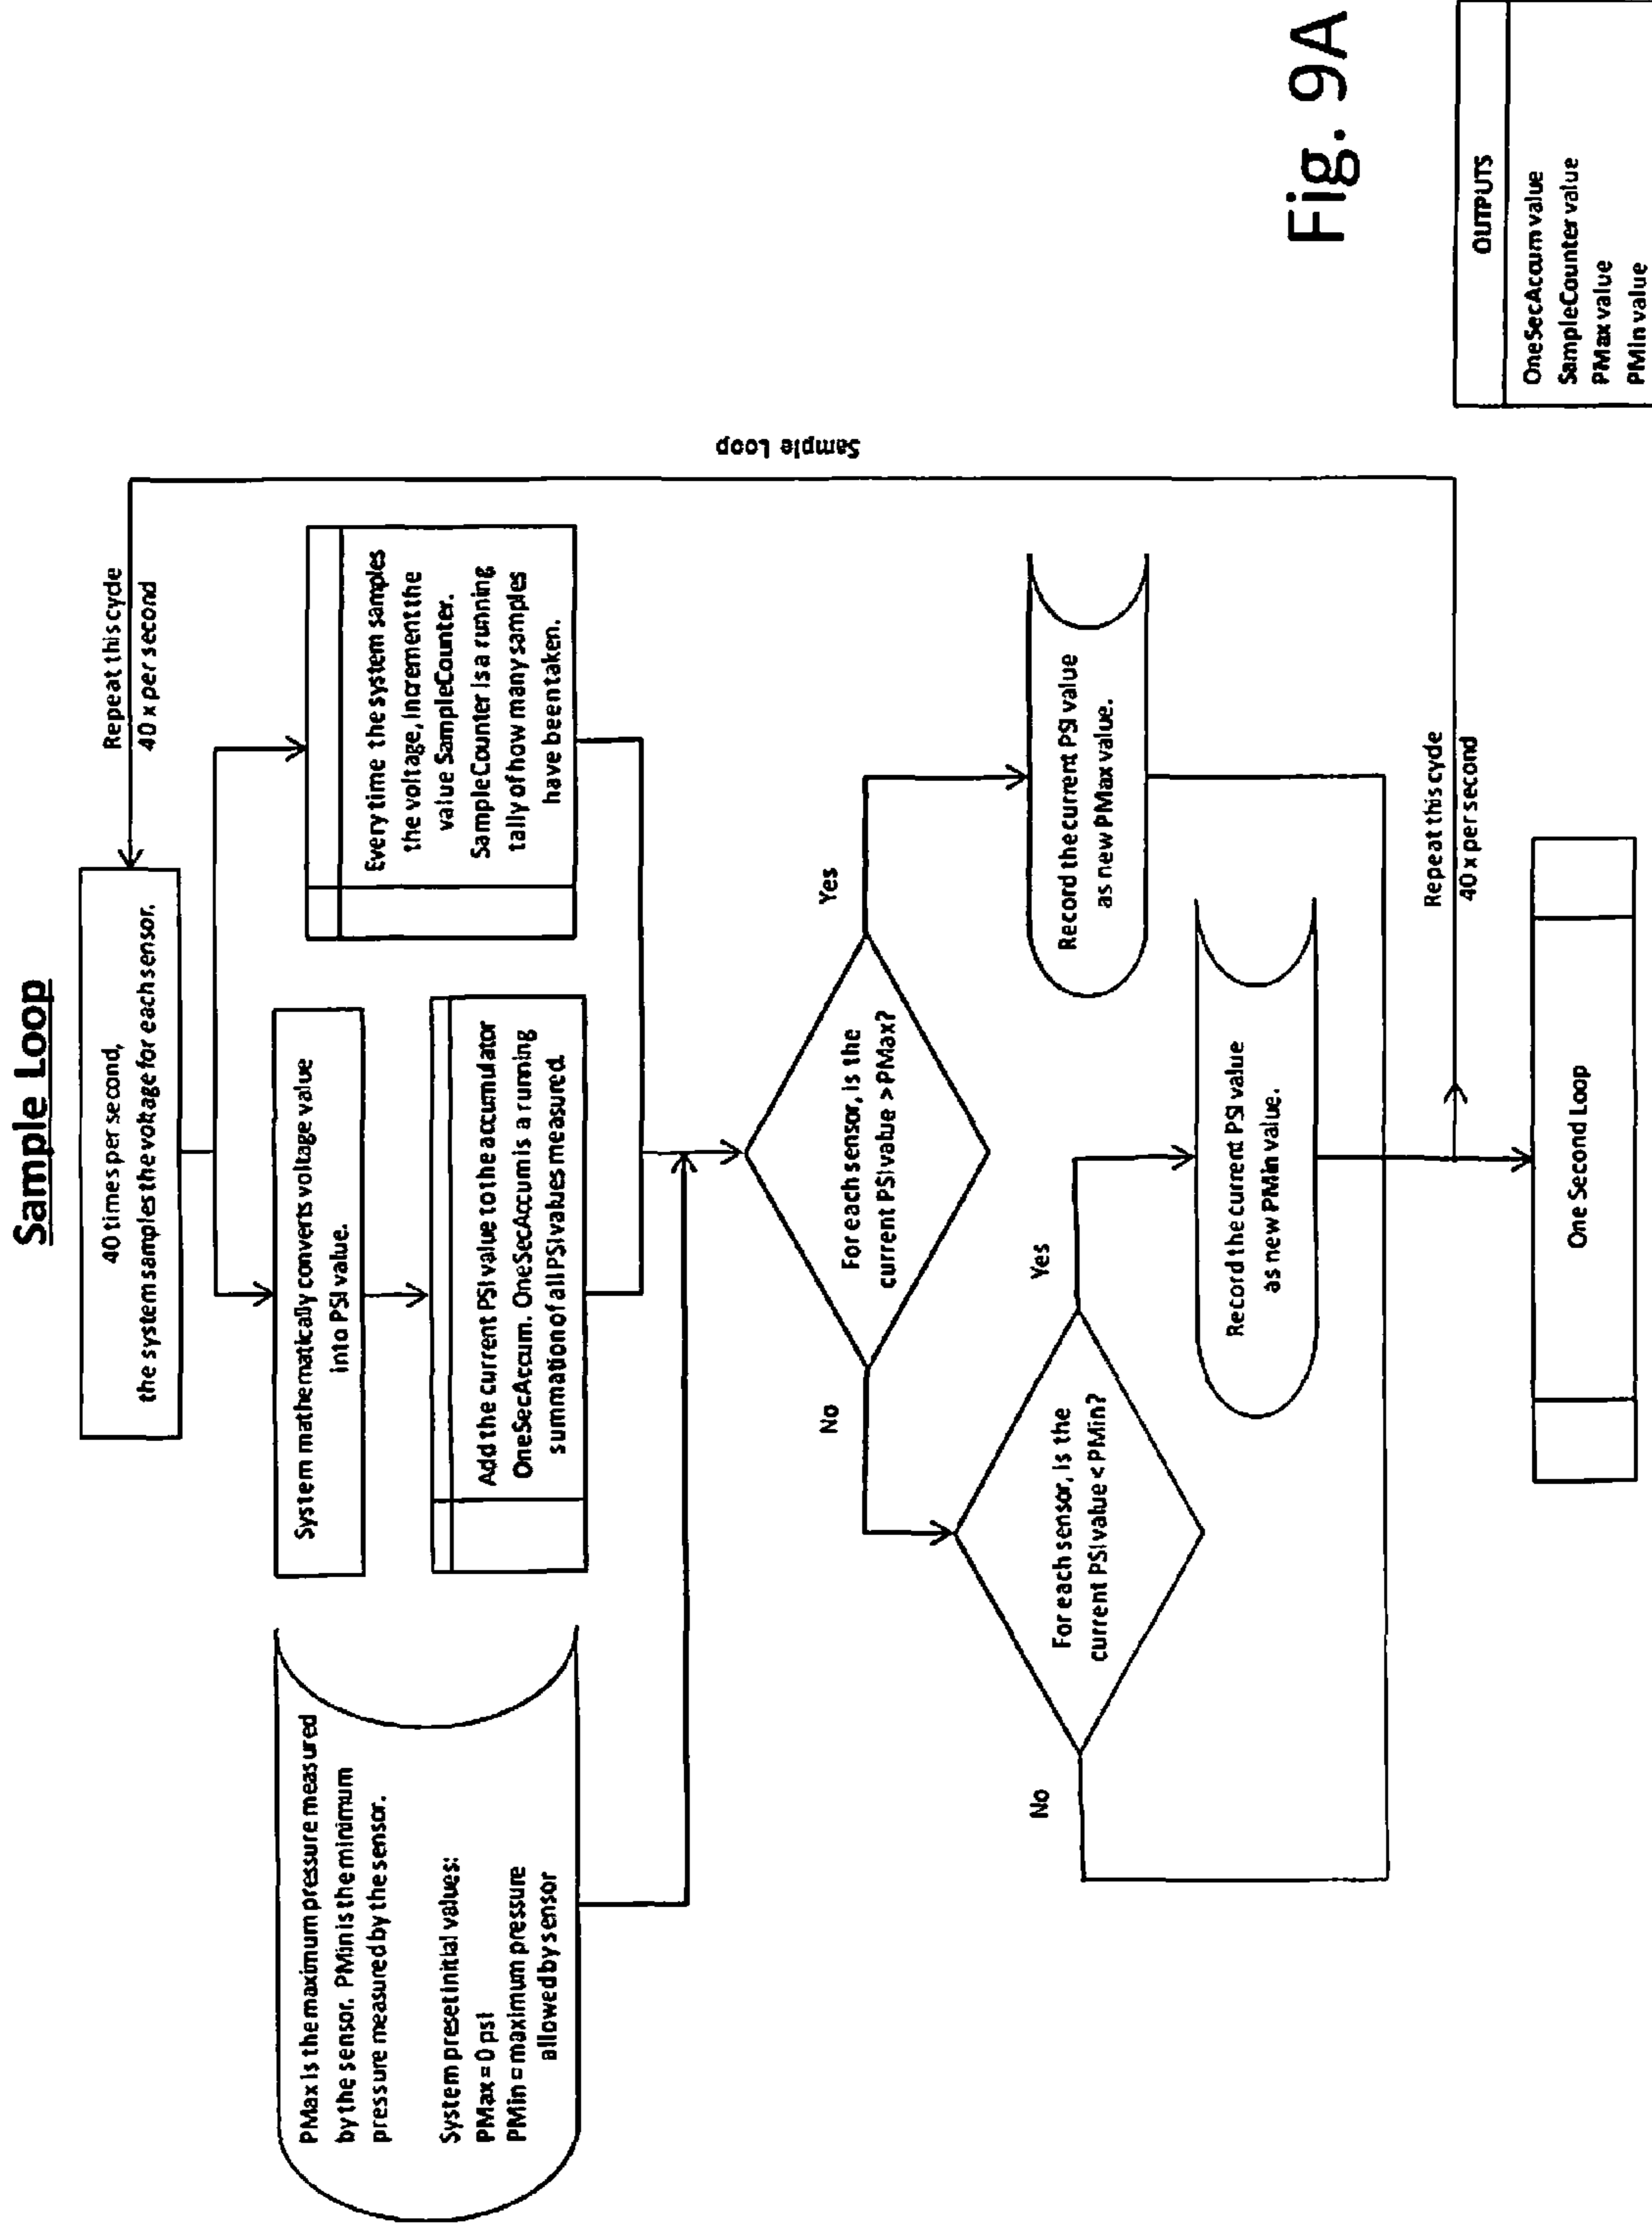 Sample Loop
40 times per second,
the system samples the voltage for each sensor.
Repeat this cycle
40 x per second
PMax is the maximum pressure measured
by the sensor. PMin is the minimum
pressure measured by the sensor.
System preset initial values:
PMax = 0 psi
PMin = maximum pressure
allowed by sensor
System mathematically converts voltage value
into PSI value.
Add the current PSI value to the accumulator
OneSecAccum. OneSecAccum is a running
summation of all PSI values measured.
Every time the system samples
the voltage, increment the
value SampleCounter.
SampleCounter is a running
tally of how many samples
have been taken.
Sample Loop
For each sensor, is the
current PSI value > PMax?
No
Yes
For each sensor, is the
current PSI value < PMin?
No
Yes
Record the current PSI value
as new PMax value.
Record the current PSI value
as new PMin value.
Repeat this cycle
40 x per second
One Second Loop
Fig. 9A
OUTPUTS
OneSecAccum value
SampleCounter value
PMax value
PMin value